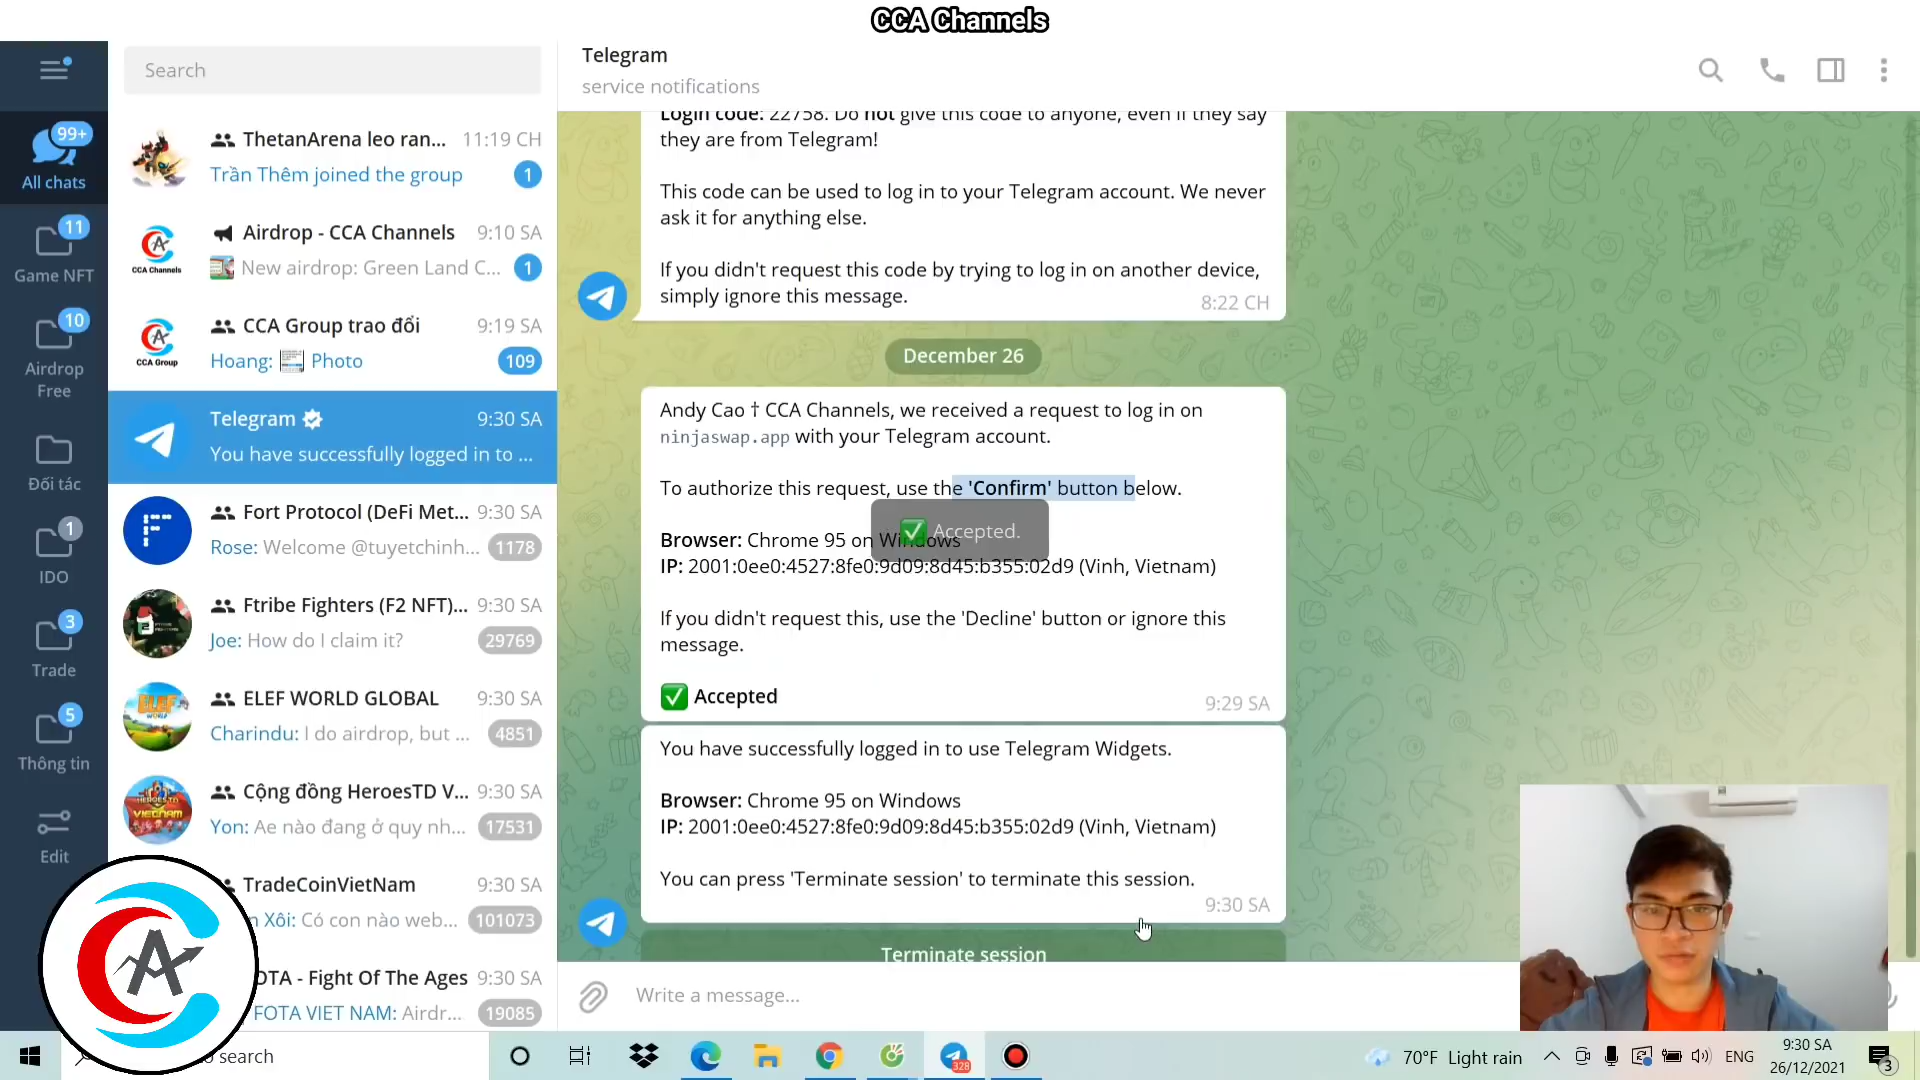 CCA Channels
Search
Telegram
service notifications
99+
All chats
11
Game NFT
10
Airdrop
Free
Đối tác
1
IDO
3
Trade
5
Thông tin
Edit
ThetanArena leo ran... 11:19 CH
Trần Thêm joined the group 1
Airdrop - CCA Channels 9:10 SA
New airdrop: Green Land C... 1
CCA Channels
CCA Group trao đổi 9:19 SA
Hoang: Photo 109
CCA Group
Telegram 9:30 SA
You have successfully logged in to ...
Fort Protocol (DeFi Met... 9:30 SA
Rose: Welcome @tuyetchinh... 1178
Ftribe Fighters (F2 NFT)... 9:30 SA
Joe: How do I claim it? 29769
ELEF WORLD GLOBAL 9:30 SA
Charindu: I do airdrop, but ... 4851
Cộng đồng HeroesTD V... 9:30 SA
Yon: Ae nào đang ở quy nh... 17531
TradeCoinVietNam 9:30 SA
Xôi: Có con nào web... 101073
OTA - Fight Of The Ages 9:30 SA
FOTA VIET NAM: Airdr... 19085
Login code: 22758. Do not give this code to anyone, even if they say
they are from Telegram!
This code can be used to log in to your Telegram account. We never
ask it for anything else.
If you didn't request this code by trying to log in on another device,
simply ignore this message.
8:22 CH
December 26
Andy Cao † CCA Channels, we received a request to log in on
ninjaswap.app with your Telegram account.
To authorize this request, use the 'Confirm' button below.
✅ Accepted.
Browser: Chrome 95 on Windows
IP: 2001:0ee0:4527:8fe0:9d09:8d45:b355:02d9 (Vinh, Vietnam)
If you didn't request this, use the 'Decline' button or ignore this
message.
✅ Accepted
9:29 SA
You have successfully logged in to use Telegram Widgets.
Browser: Chrome 95 on Windows
IP: 2001:0ee0:4527:8fe0:9d09:8d45:b355:02d9 (Vinh, Vietnam)
You can press 'Terminate session' to terminate this session.
9:30 SA
Terminate session
Write a message...
search
328
70°F Light rain
ENG
9:30 SA
26/12/2021
3